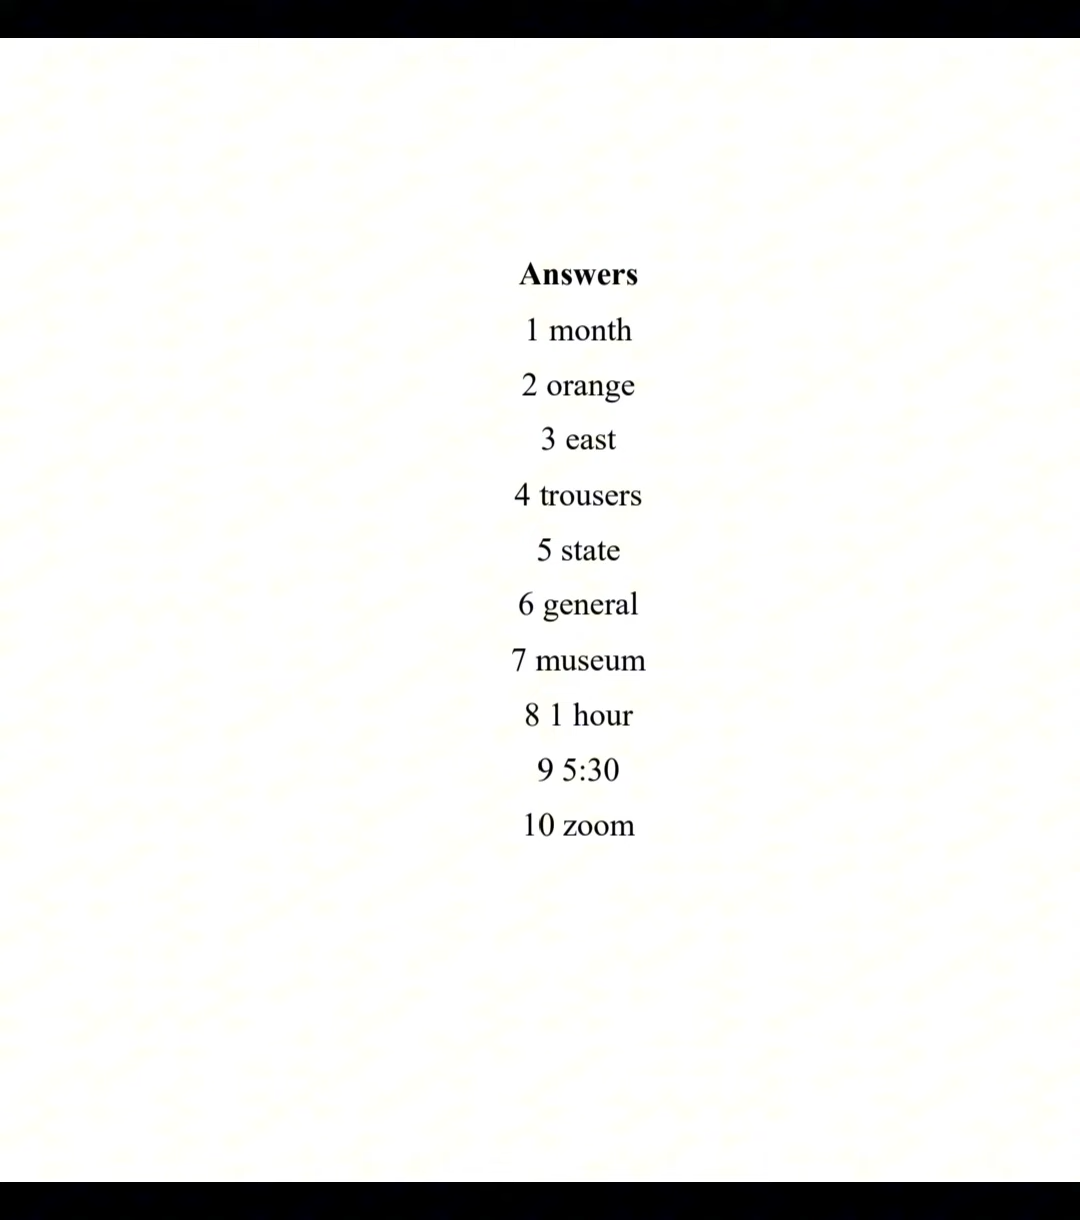 Answers
1 month
2 orange
3 east
4 trousers
5 state
6 general
7 museum
8 1 hour
9 5:30
10 zoom